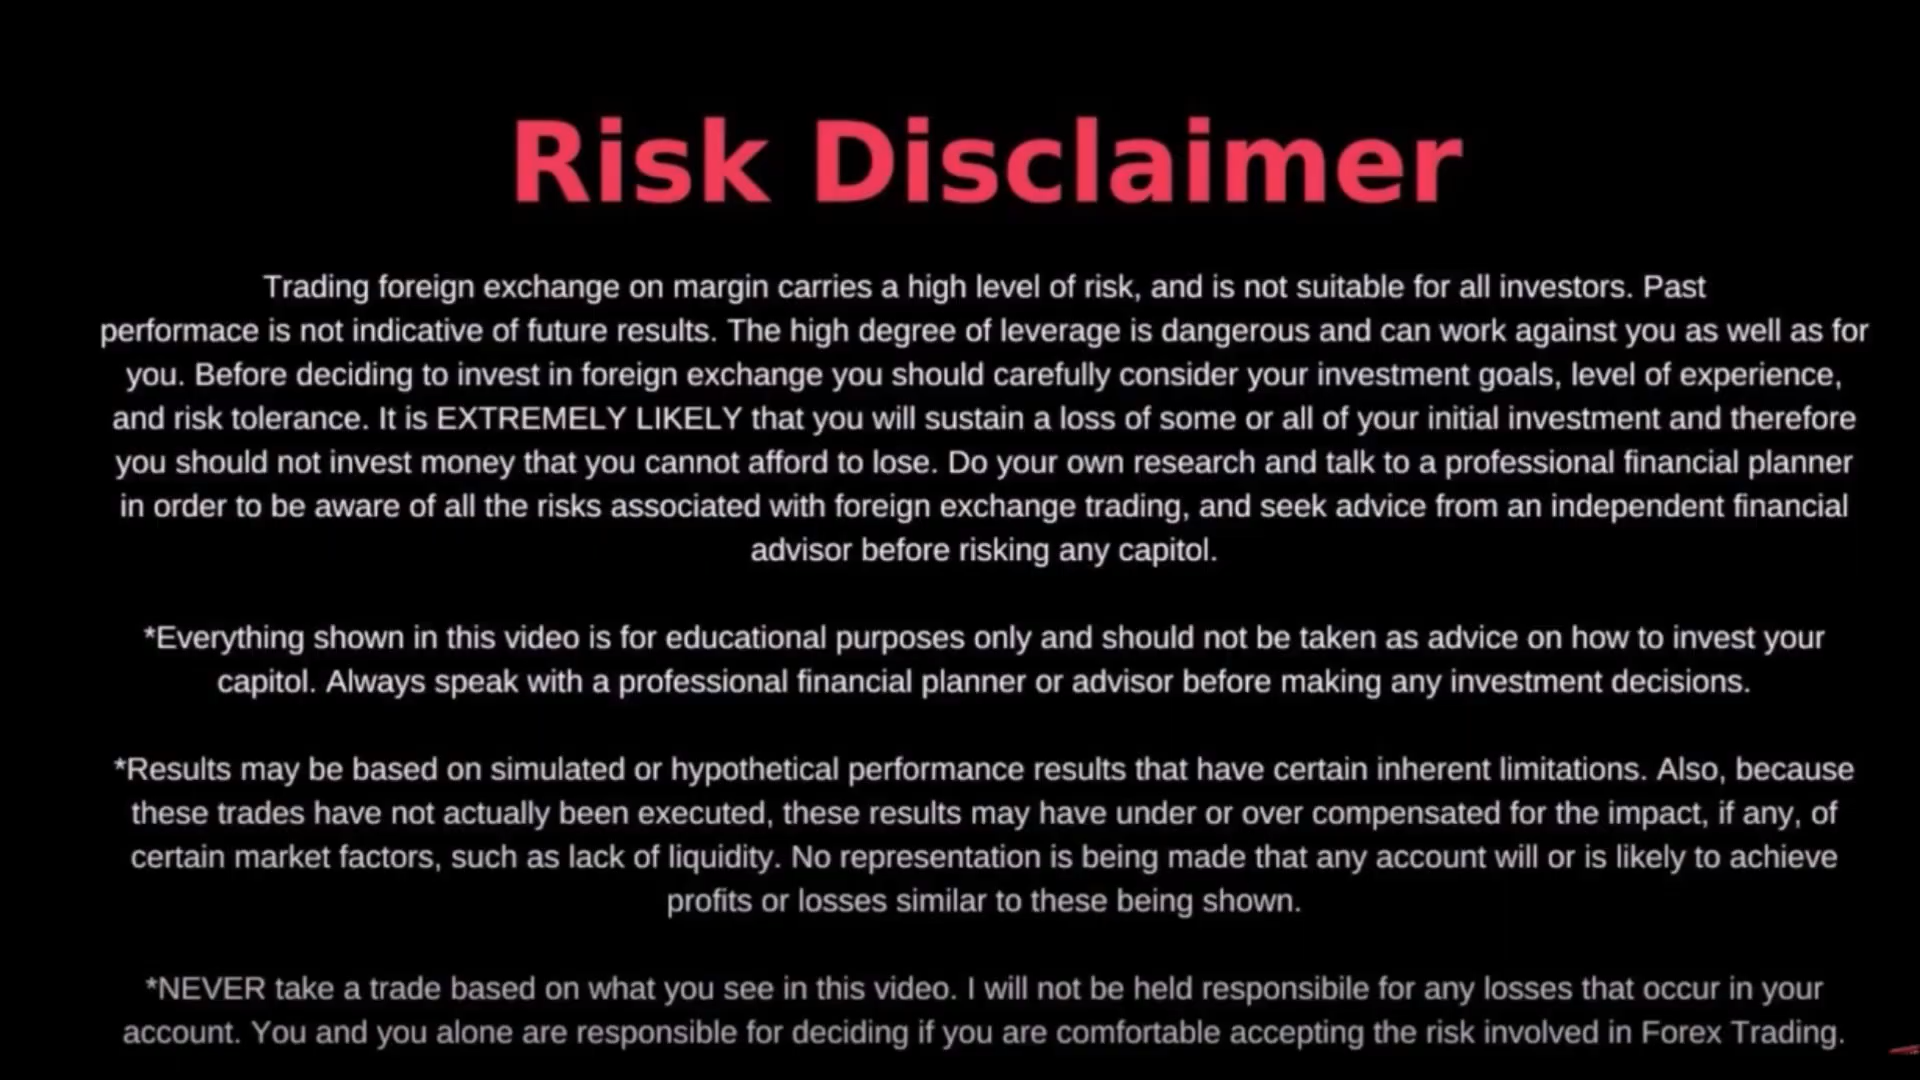 Risk Disclaimer
Trading foreign exchange on margin carries a high level of risk, and is not suitable for all investors. Past
performace is not indicative of future results. The high degree of leverage is dangerous and can work against you as well as for
you. Before deciding to invest in foreign exchange you should carefully consider your investment goals, level of experience,
and risk tolerance. It is EXTREMELY LIKELY that you will sustain a loss of some or all of your initial investment and therefore
you should not invest money that you cannot afford to lose. Do your own research and talk to a professional financial planner
in order to be aware of all the risks associated with foreign exchange trading, and seek advice from an independent financial
advisor before risking any capitol.
*Everything shown in this video is for educational purposes only and should not be taken as advice on how to invest your
capitol. Always speak with a professional financial planner or advisor before making any investment decisions.
*Results may be based on simulated or hypothetical performance results that have certain inherent limitations. Also, because
these trades have not actually been executed, these results may have under or over compensated for the impact, if any, of
certain market factors, such as lack of liquidity. No representation is being made that any account will or is likely to achieve
profits or losses similar to these being shown.
*NEVER take a trade based on what you see in this video. I will not be held responsibile for any losses that occur in your
account. You and you alone are responsible for deciding if you are comfortable accepting the risk involved in Forex Trading.